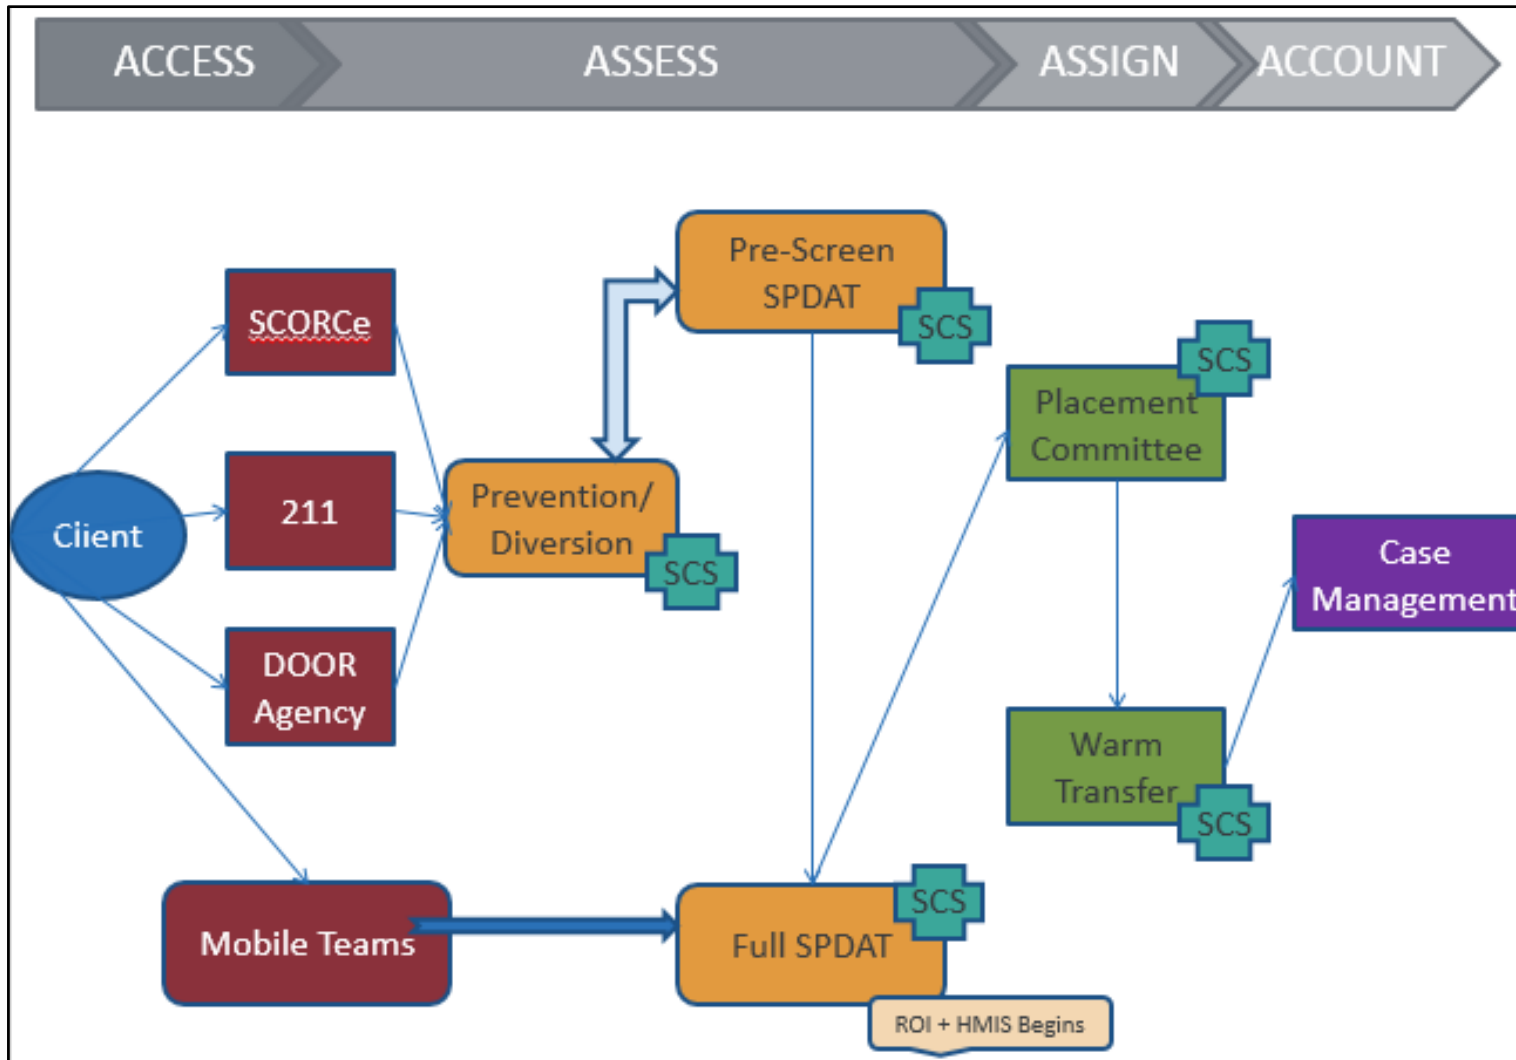 ACCESS
ASSESS
ASSIGN
ACCOUNT
Pre-Screen
SPDAT
SCS
SCORCe
SCS
Placement
Committee
211
Prevention/
Diversion
SCS
Client
Case
Management
DOOR
Agency
Warm
Transfer
SCS
SCS
Mobile Teams
Full SPDAT
ROI + HMIS Begins